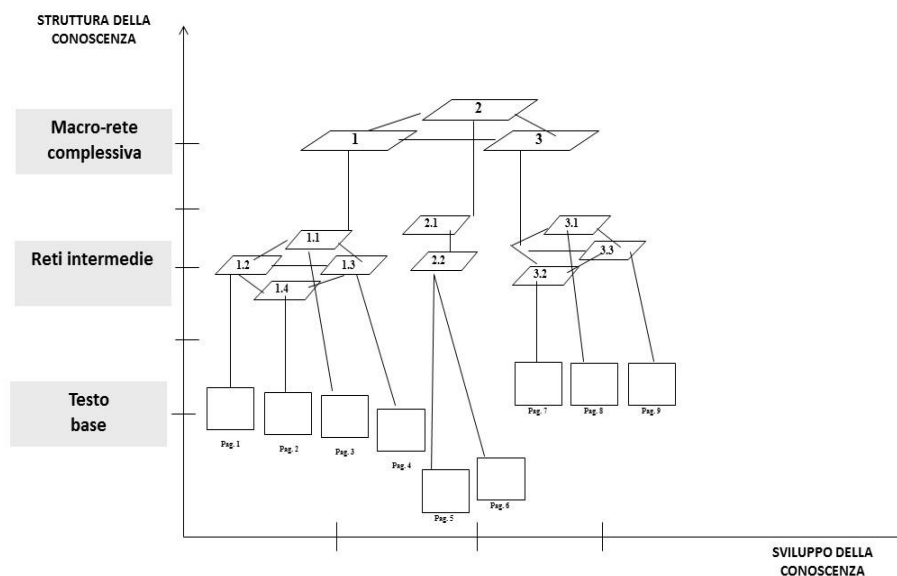 STRUTTURA DELLA
CONOSCENZA
Macro-rete
complessiva
2
1
3
Reti intermedie
1.1
1.2
1.3
1.4
2.1
2.2
3.1
3.3
3.2
Testo
base
Pag. 1
Pag. 2
Pag. 3
Pag. 4
Pag. 5
Pag. 6
Pag. 7
Pag. 8
Pag. 9
SVILUPPO DELLA
CONOSCENZA